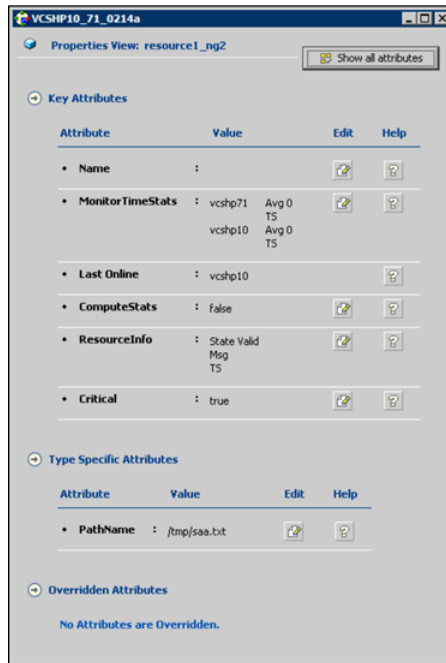 VCSHP10_71_0214a
Properties View: resource1_ng2
Show all attributes
Key Attributes
Attribute Value Edit Help
• Name :
• MonitorTimeStats : vcshp71 Avg 0
TS
vcshp10 Avg 0
TS
• Last Online : vcshp10
• ComputeStats : false
• ResourceInfo : State Valid
Msg
TS
• Critical : true
Type Specific Attributes
Attribute Value Edit Help
• PathName : /tmp/saa.txt
Overridden Attributes
No Attributes are Overridden.